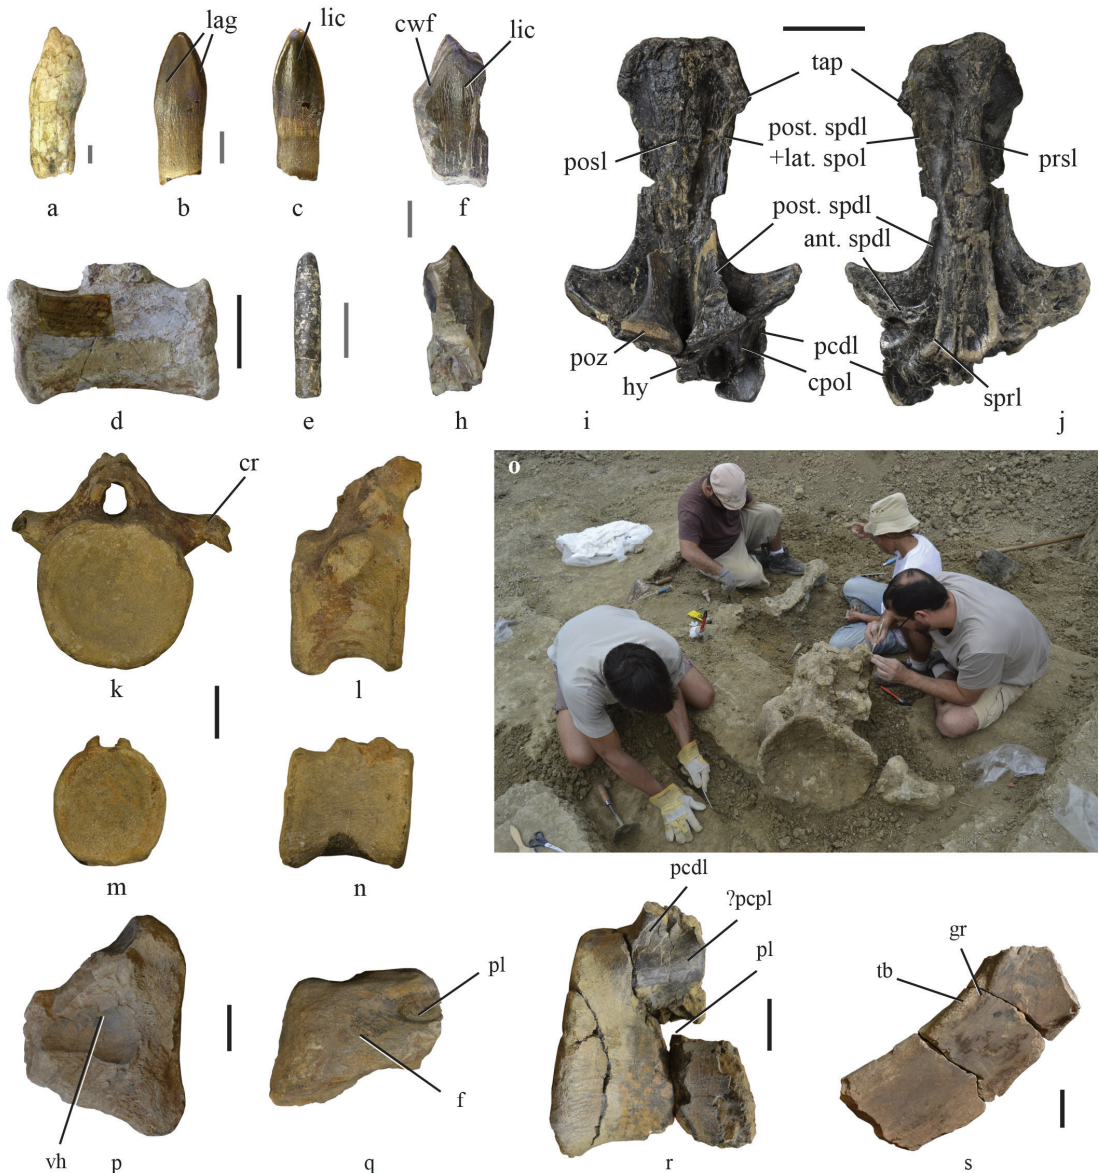 lag
lic
cwf
lic
tap
post. spdl
+lat. spol
posl
prsl
a
b
c
f
post. spdl
ant. spdl
poz
hy
pcdl
cpol
sprl
d
e
h
i
j
cr
o
k
l
m
n
pcdl
?pcpl
pl
pl
gr
tb
f
vh
p
q
r
s